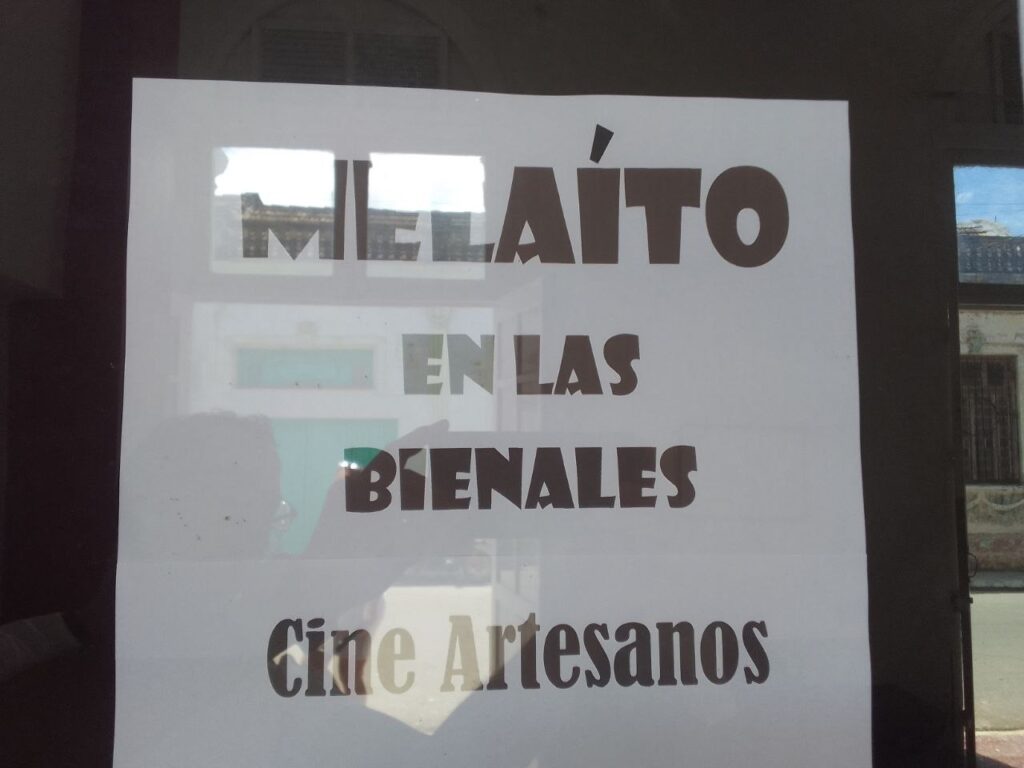 MELAÍTO
EN LAS
BIENALES
Cine Artesanos